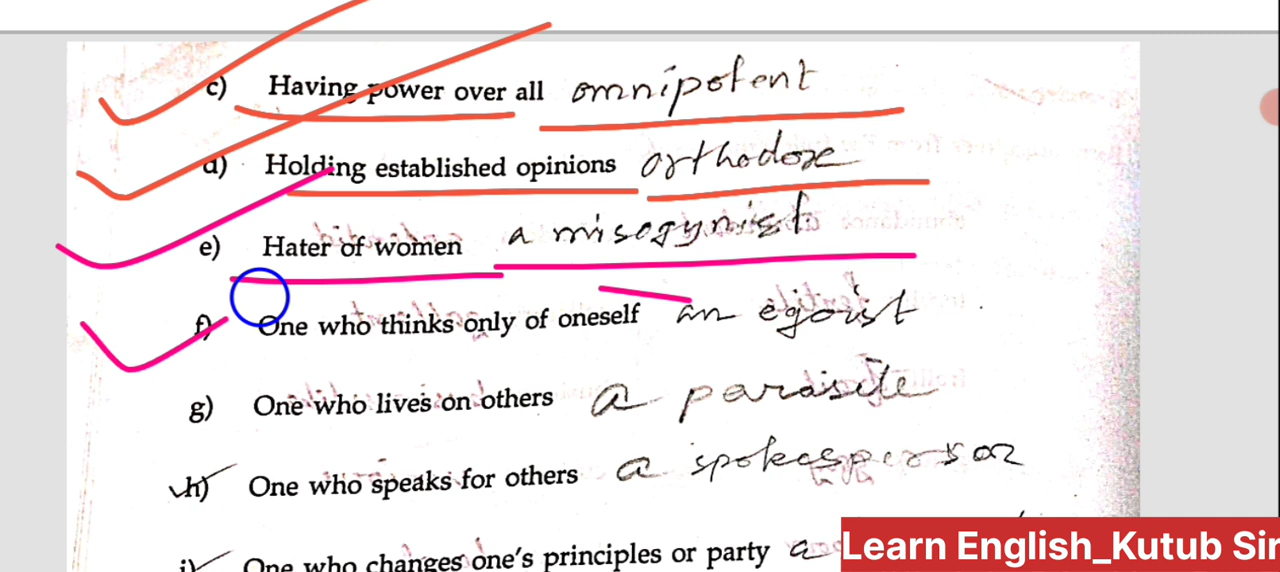 c) Having power over all omnipotent
d) Holding established opinions orthodox
e) Hater of women a misogynist
f) One who thinks only of oneself an egoist
g) One who lives on others a parasite
h) One who speaks for others a spokesperson
i) One who changes one's principles or party a
Learn English_Kutub Sir